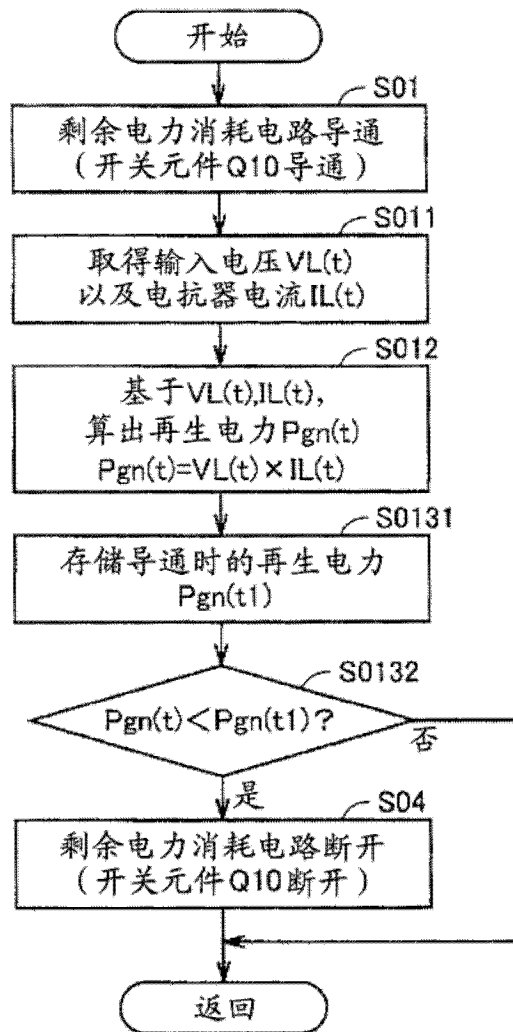 开始
S01
剩余电力消耗电路导通
(开关元件Q10导通)
S011
取得输入电压VL(t)
以及电抗器电流IL(t)
S012
基于VL(t),IL(t),
算出再生电力Pgn(t)
Pgn(t)=VL(t)×IL(t)
S0131
存储导通时的再生电力
Pgn(t1)
S0132
Pgn(t)<Pgn(t1)?
否
是
S04
剩余电力消耗电路断开
(开关元件Q10断开)
返回